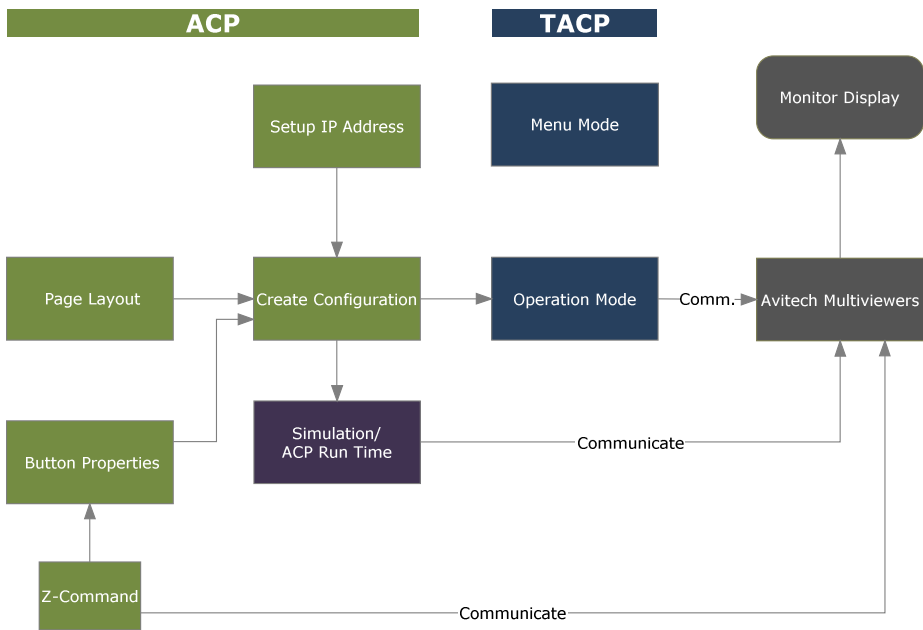 ACP
TACP
Monitor Display
Setup IP Address
Menu Mode
Page Layout
Create Configuration
Operation Mode
Comm.
Avitech Multiviewers
Simulation/
ACP Run Time
Communicate
Button Properties
Z-Command
Communicate